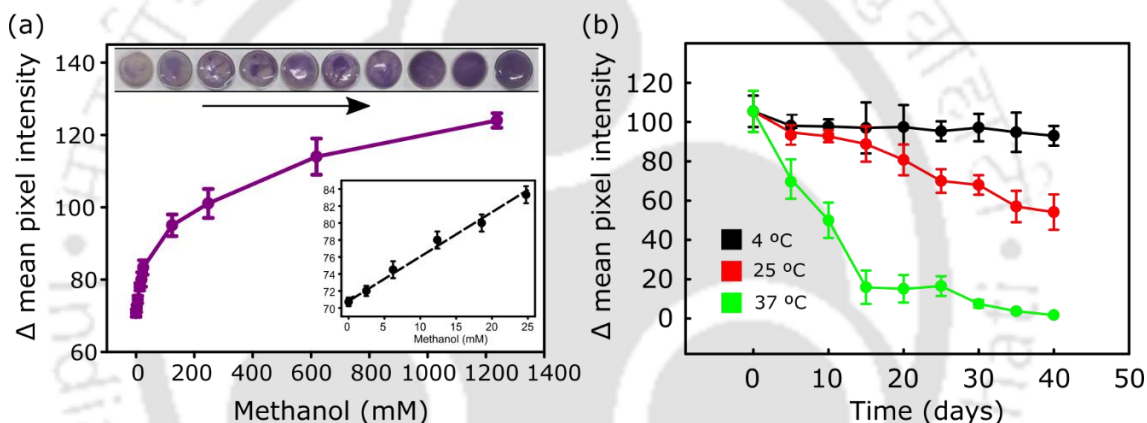 (a)
Δ mean pixel intensity
140
120
100
80
60
84
82
80
78
76
74
72
70
0 5 10 15 20 25
Methanol (mM)
0 200 400 600 800 1000 1200 1400
Methanol (mM)
(b)
Δ mean pixel intensity
120
100
80
60
40
20
0
4 ºC
25 ºC
37 ºC
0 10 20 30 40 50
Time (days)